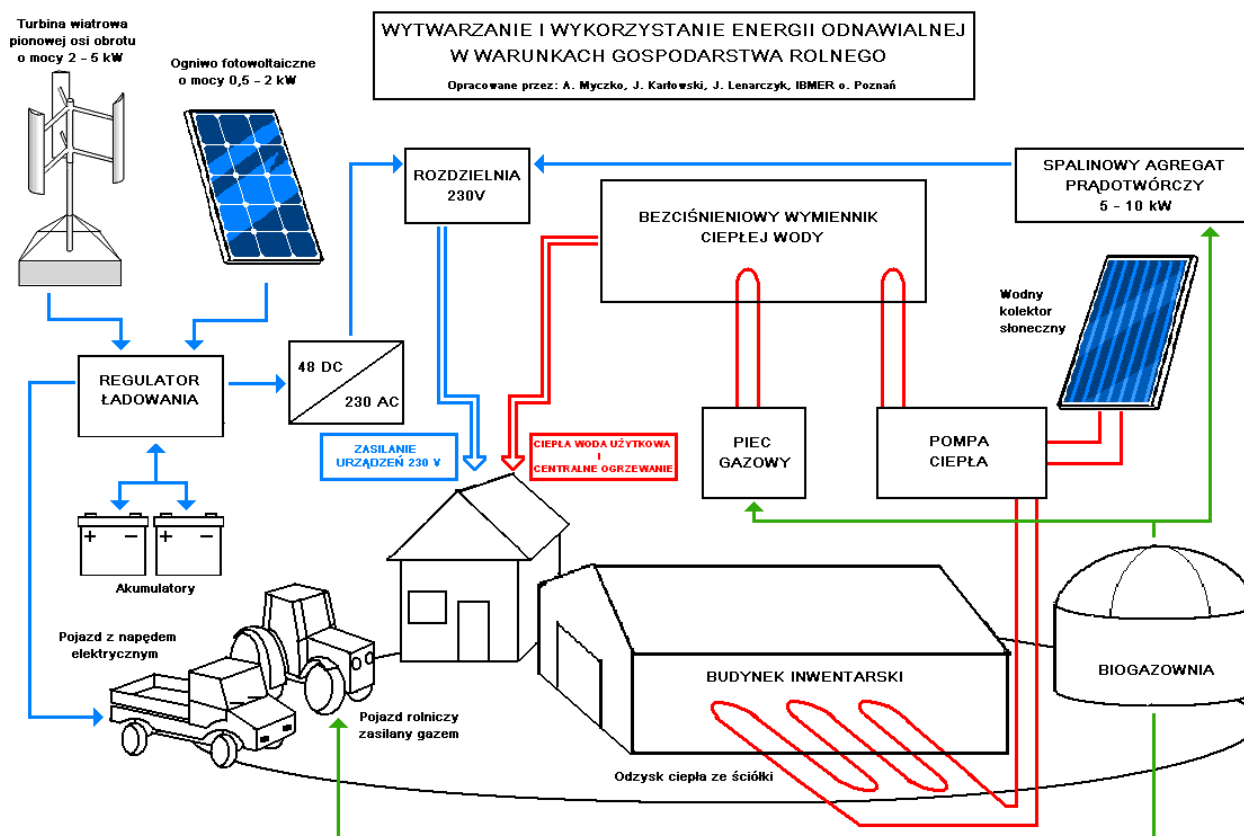 WYTWARZANIE I WYKORZYSTANIE ENERGII ODNAWIALNEJ
W WARUNKACH GOSPODARSTWA ROLNEGO
Opracowane przez: A. Myczko, J. Karłowski, J. Lenarczyk, IBMER o. Poznań
Turbina wiatrowa
pionowej osi obrotu
o mocy 2 - 5 kW
Ogniwo fotowoltaiczne
o mocy 0,5 - 2 kW
ROZDZIELNIA
230V
SPALINOWY AGREGAT
PRĄDOTWÓRCZY
5 - 10 kW
BEZCIŚNIENIOWY WYMIENNIK
CIEPŁEJ WODY
Wodny
kolektor
słoneczny
REGULATOR
ŁADOWANIA
48 DC
230 AC
ZASILANIE
URZĄDZEŃ 230 V
CIEPŁA WODA UŻYTKOWA
I
CENTRALNE OGRZEWANIE
PIEC
GAZOWY
POMPA
CIEPŁA
+ −
+ −
Akumulatory
Pojazd z napędem
elektrycznym
Pojazd rolniczy
zasilany gazem
BUDYNEK INWENTARSKI
BIOGAZOWNIA
Odzysk ciepła ze ściółki